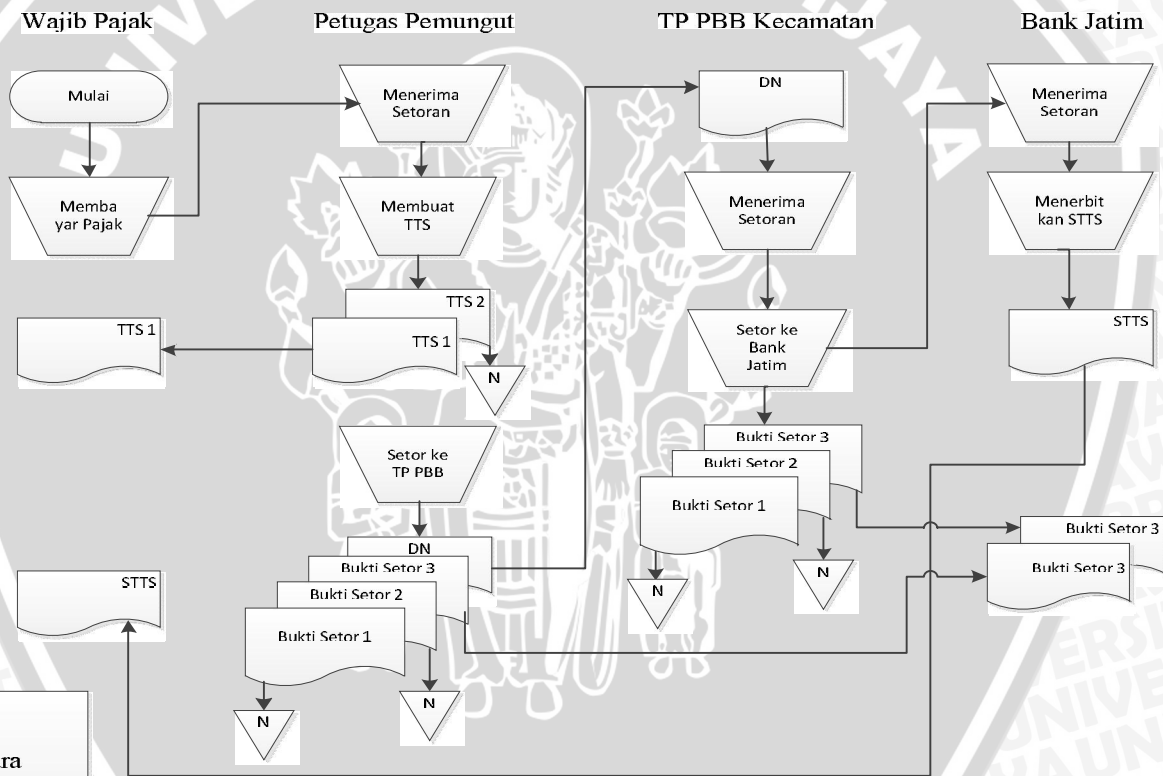 Wajib Pajak
Petugas Pemungut
TP PBB Kecamatan
Bank Jatim
Mulai
Memba
yar Pajak
TTS 1
STTS
Menerima
Setoran
Membuat
TTS
TTS 2
TTS 1
N
Setor ke
TP PBB
DN
Bukti Setor 3
Bukti Setor 2
Bukti Setor 1
N
N
DN
Menerima
Setoran
Setor ke
Bank
Jatim
Bukti Setor 3
Bukti Setor 2
Bukti Setor 1
N
N
Menerima
Setoran
Menerbit
kan STTS
STTS
Bukti Setor 3
Bukti Setor 3
ra